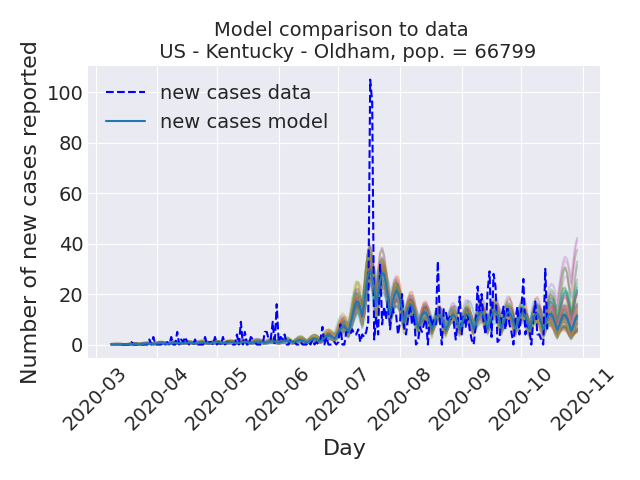 Model comparison to data
US - Kentucky - Oldham, pop. = 66799
Number of new cases reported
100
80
60
40
20
0
new cases data
new cases model
2020-03
2020-04
2020-05
2020-06
2020-07
2020-08
2020-09
2020-10
2020-11
Day